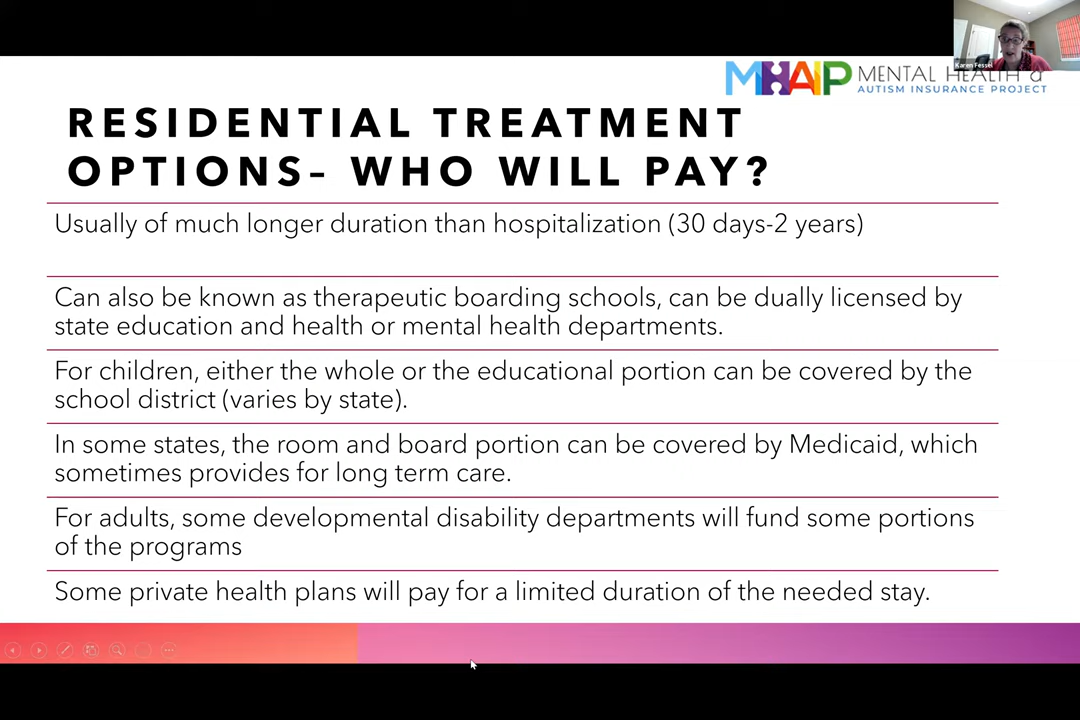 Karen Fessel
MHAIP MENTAL HEALTH &
AUTISM INSURANCE PROJECT
RESIDENTIAL TREATMENT
OPTIONS– WHO WILL PAY?
Usually of much longer duration than hospitalization (30 days-2 years)
Can also be known as therapeutic boarding schools, can be dually licensed by
state education and health or mental health departments.
For children, either the whole or the educational portion can be covered by the
school district (varies by state).
In some states, the room and board portion can be covered by Medicaid, which
sometimes provides for long term care.
For adults, some developmental disability departments will fund some portions
of the programs
Some private health plans will pay for a limited duration of the needed stay.